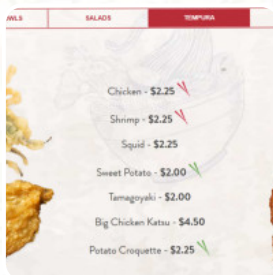 SALADS
TEMPURA
Chicken - $2.25
Shrimp - $2.25
Squid - $2.25
Sweet Potato - $2.00
Tamagoyaki - $2.00
Big Chicken Katsu - $4.50
Potato Croquette - $2.25